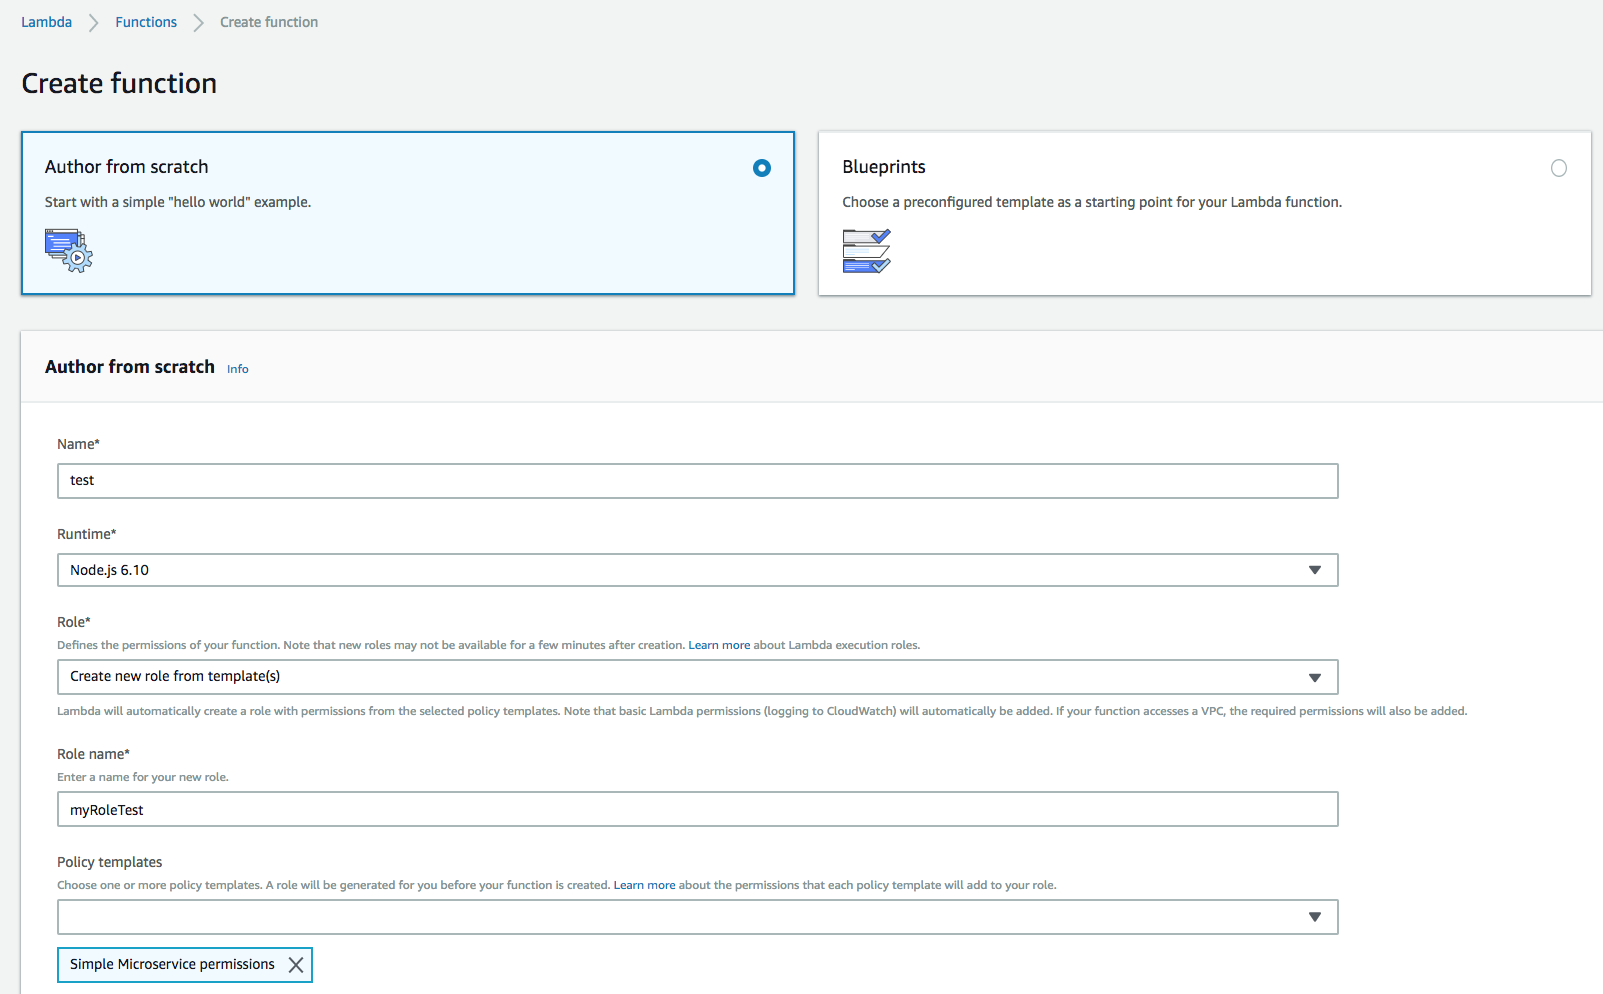 Lambda Functions Create function
Create function
Author from scratch
Start with a simple "hello world" example.
Blueprints
Choose a preconfigured template as a starting point for your Lambda function.
Author from scratch Info
Name*
test
Runtime*
Node.js 6.10
Role*
Defines the permissions of your function. Note that new roles may not be available for a few minutes after creation. Learn more about Lambda execution roles.
Create new role from template(s)
Lambda will automatically create a role with permissions from the selected policy templates. Note that basic Lambda permissions (logging to CloudWatch) will automatically be added. If your function accesses a VPC, the required permissions will also be added.
Role name*
Enter a name for your new role.
myRoleTest
Policy templates
Choose one or more policy templates. A role will be generated for you before your function is created. Learn more about the permissions that each policy template will add to your role.
Simple Microservice permissions